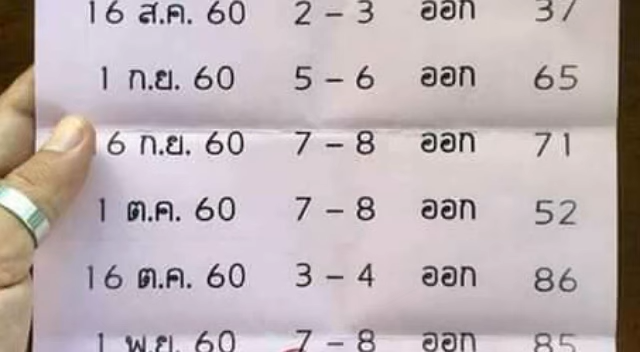 16 ส.ค. 60 2 – 3 ออก 37
1 ก.ย. 60 5 – 6 ออก 65
6 ก.ย. 60 7 – 8 ออก 71
1 ต.ค. 60 7 – 8 ออก 52
16 ต.ค. 60 3 – 4 ออก 86
1 พ.ย. 60 7 – 8 ออก 85